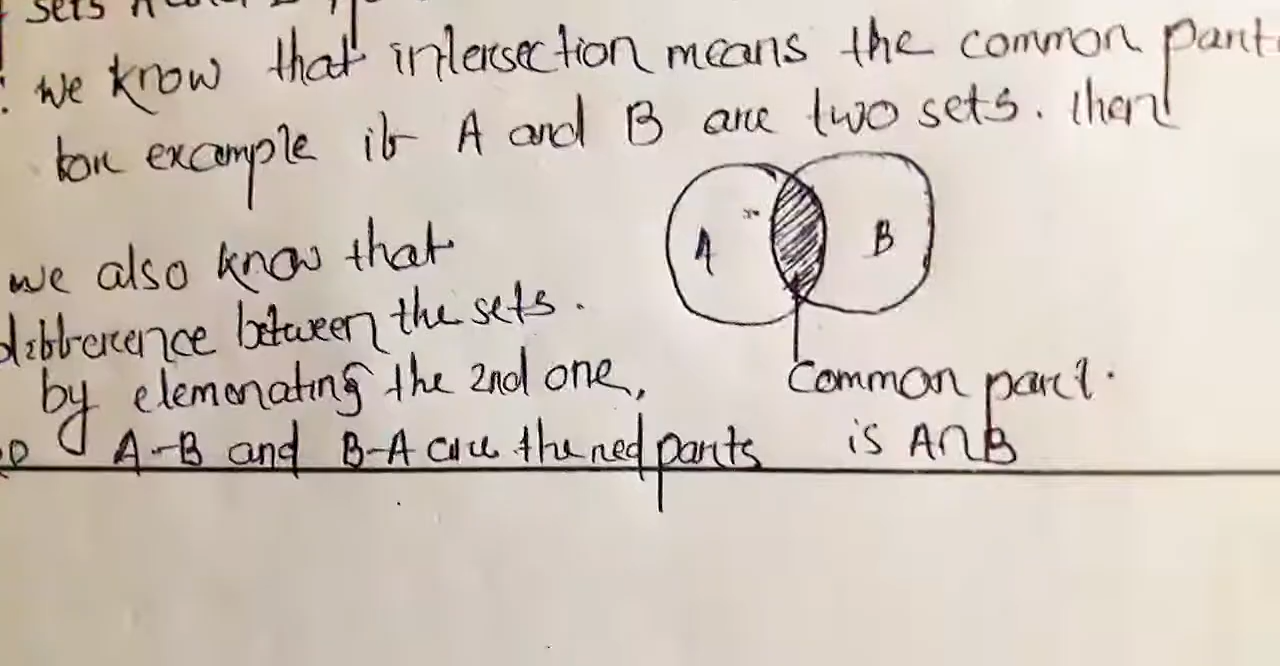 sets
we know that intersection means the common part
for example if A and B are two sets. then
A B
we also know that
difference between the sets.
by elemenating the 2nd one,
common part.
A-B and B-A are the red parts is A∩B